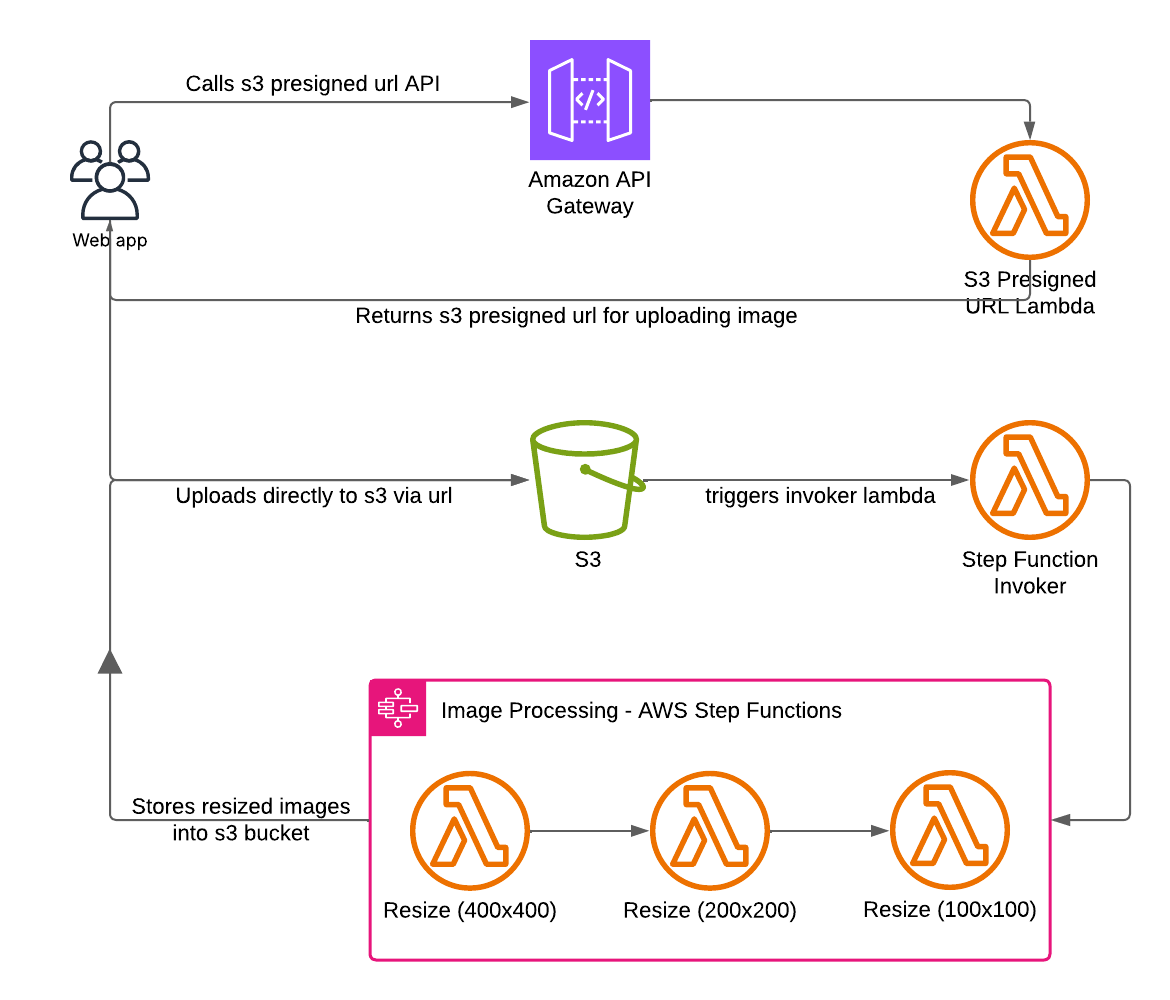 Calls s3 presigned url API
Amazon API
Gateway
Web app
S3 Presigned
URL Lambda
Returns s3 presigned url for uploading image
Uploads directly to s3 via url
triggers invoker lambda
S3
Step Function
Invoker
Image Processing - AWS Step Functions
Stores resized images
into s3 bucket
Resize (400x400)
Resize (200x200)
Resize (100x100)